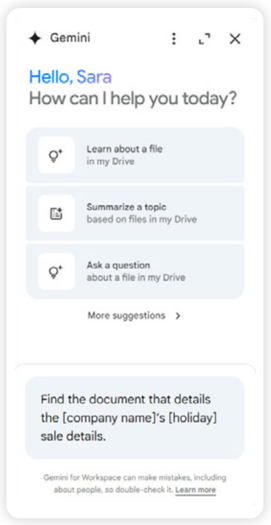 Gemini
Hello, Sara
How can I help you today?
Learn about a file
in my Drive
Summarize a topic
based on files in my Drive
Ask a question
about a file in my Drive
More suggestions
Find the document that details
the [company name]'s [holiday]
sale details.
Gemini for Workspace can make mistakes, including
about people, so double-check it. Learn more